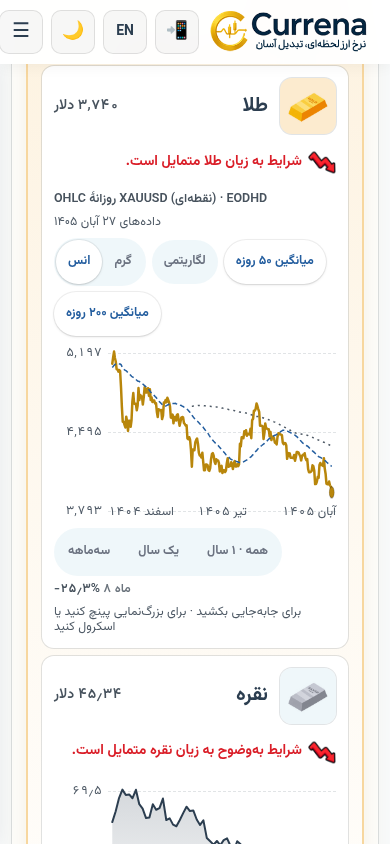 Currena
نرخ ارز لحظه‌ای، تبدیل آسان
EN
طلا
۳٬۷۴۰ دلار
شرایط به زیان طلا متمایل است.
OHLC روزانهٔ XAUUSD (نقطه‌ای) · EODHD
داده‌های ۲۷ آبان ۱۴۰۵
انس
گرم
لگاریتمی
میانگین ۵۰ روزه
میانگین ۲۰۰ روزه
۵٬۱۹۷
۴٬۴۹۵
۳٬۷۹۳
اسفند ۱۴۰۴
تیر ۱۴۰۵
آبان ۱۴۰۵
همه · ۱ سال
یک سال
سه‌ماهه
-۲۵٫۳% ۸ ماه
برای جابه‌جایی بکشید · برای بزرگ‌نمایی پینچ کنید یا
اسکرول کنید
نقره
۴۵٫۳۴ دلار
شرایط به‌وضوح به زیان نقره متمایل است.
۶۹٫۵